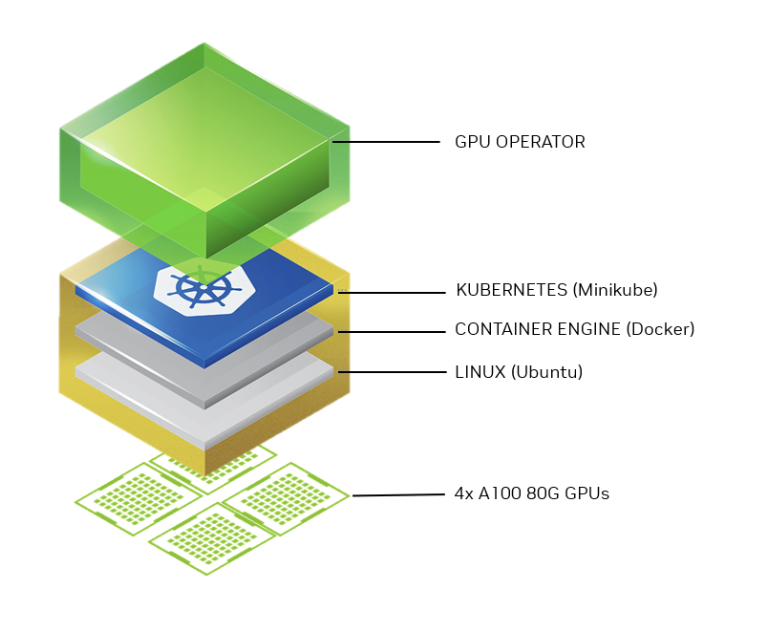 GPU OPERATOR
KUBERNETES (Minikube)
CONTAINER ENGINE (Docker)
LINUX (Ubuntu)
4x A100 80G GPUs